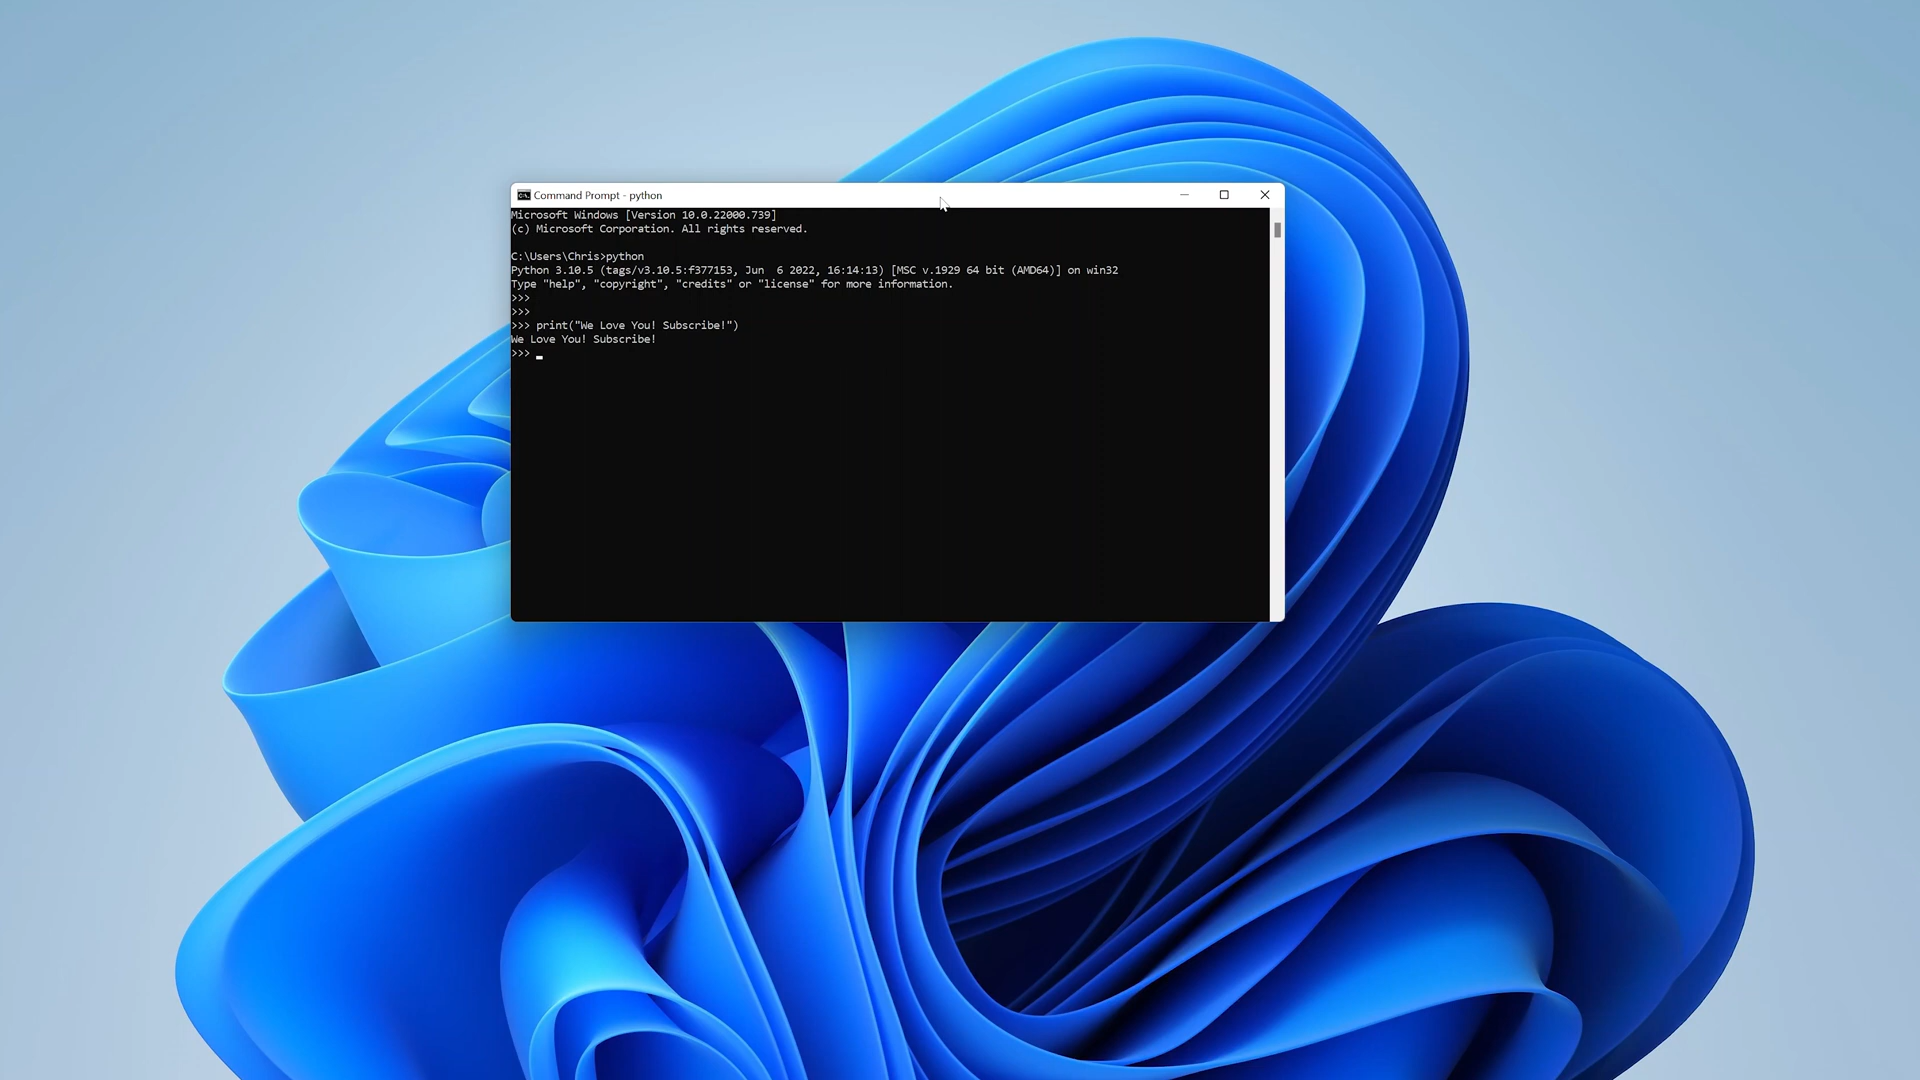 Command Prompt - python
Microsoft Windows [Version 10.0.22000.739]
(c) Microsoft Corporation. All rights reserved.
C:\Users\Chris>python
Python 3.10.5 (tags/v3.10.5:f377153, Jun  6 2022, 16:14:13) [MSC v.1929 64 bit (AMD64)] on win32
Type "help", "copyright", "credits" or "license" for more information.
>>>
>>>
>>> print("We Love You! Subscribe!")
We Love You! Subscribe!
>>> _